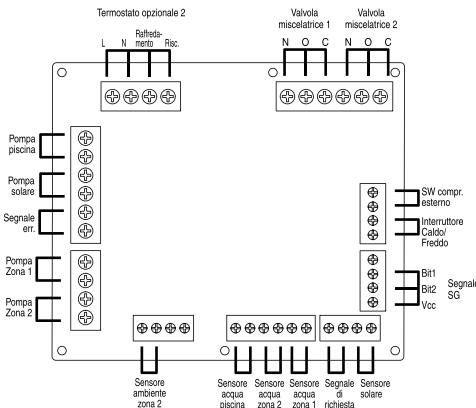 Termostato opzionale 2
L N Raffreda-
mento Risc.
Valvola
miscelatrice 1
N O C
Valvola
miscelatrice 2
N O C
Pompa
piscina
Pompa
solare
Segnale
err.
Pompa
Zona 1
Pompa
Zona 2
SW compr.
esterno
Interruttore
Caldo/
Freddo
Bit1
Bit2
Vcc
Segnale
SG
Sensore
ambiente
zona 2
Sensore
acqua
piscina
Sensore
acqua
zona 2
Sensore
acqua
zona 1
Segnale
di
richiesta
Sensore
solare